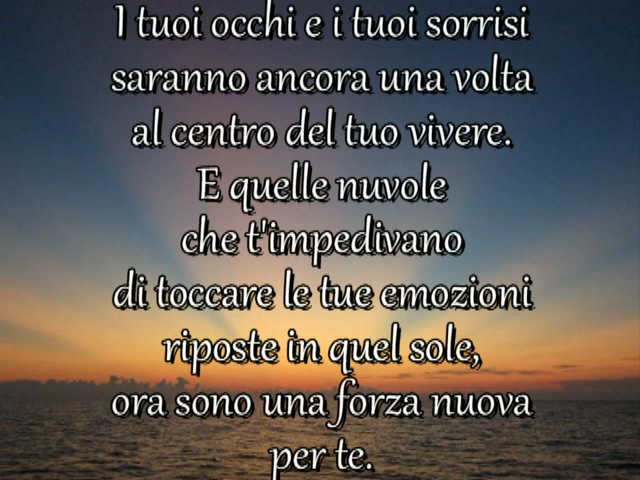 I tuoi occhi e i tuoi sorrisi
saranno ancora una volta
al centro del tuo vivere.
E quelle nuvole
che t'impedivano
di toccare le tue emozioni
riposte in quel sole,
ora sono una forza nuova
per te.